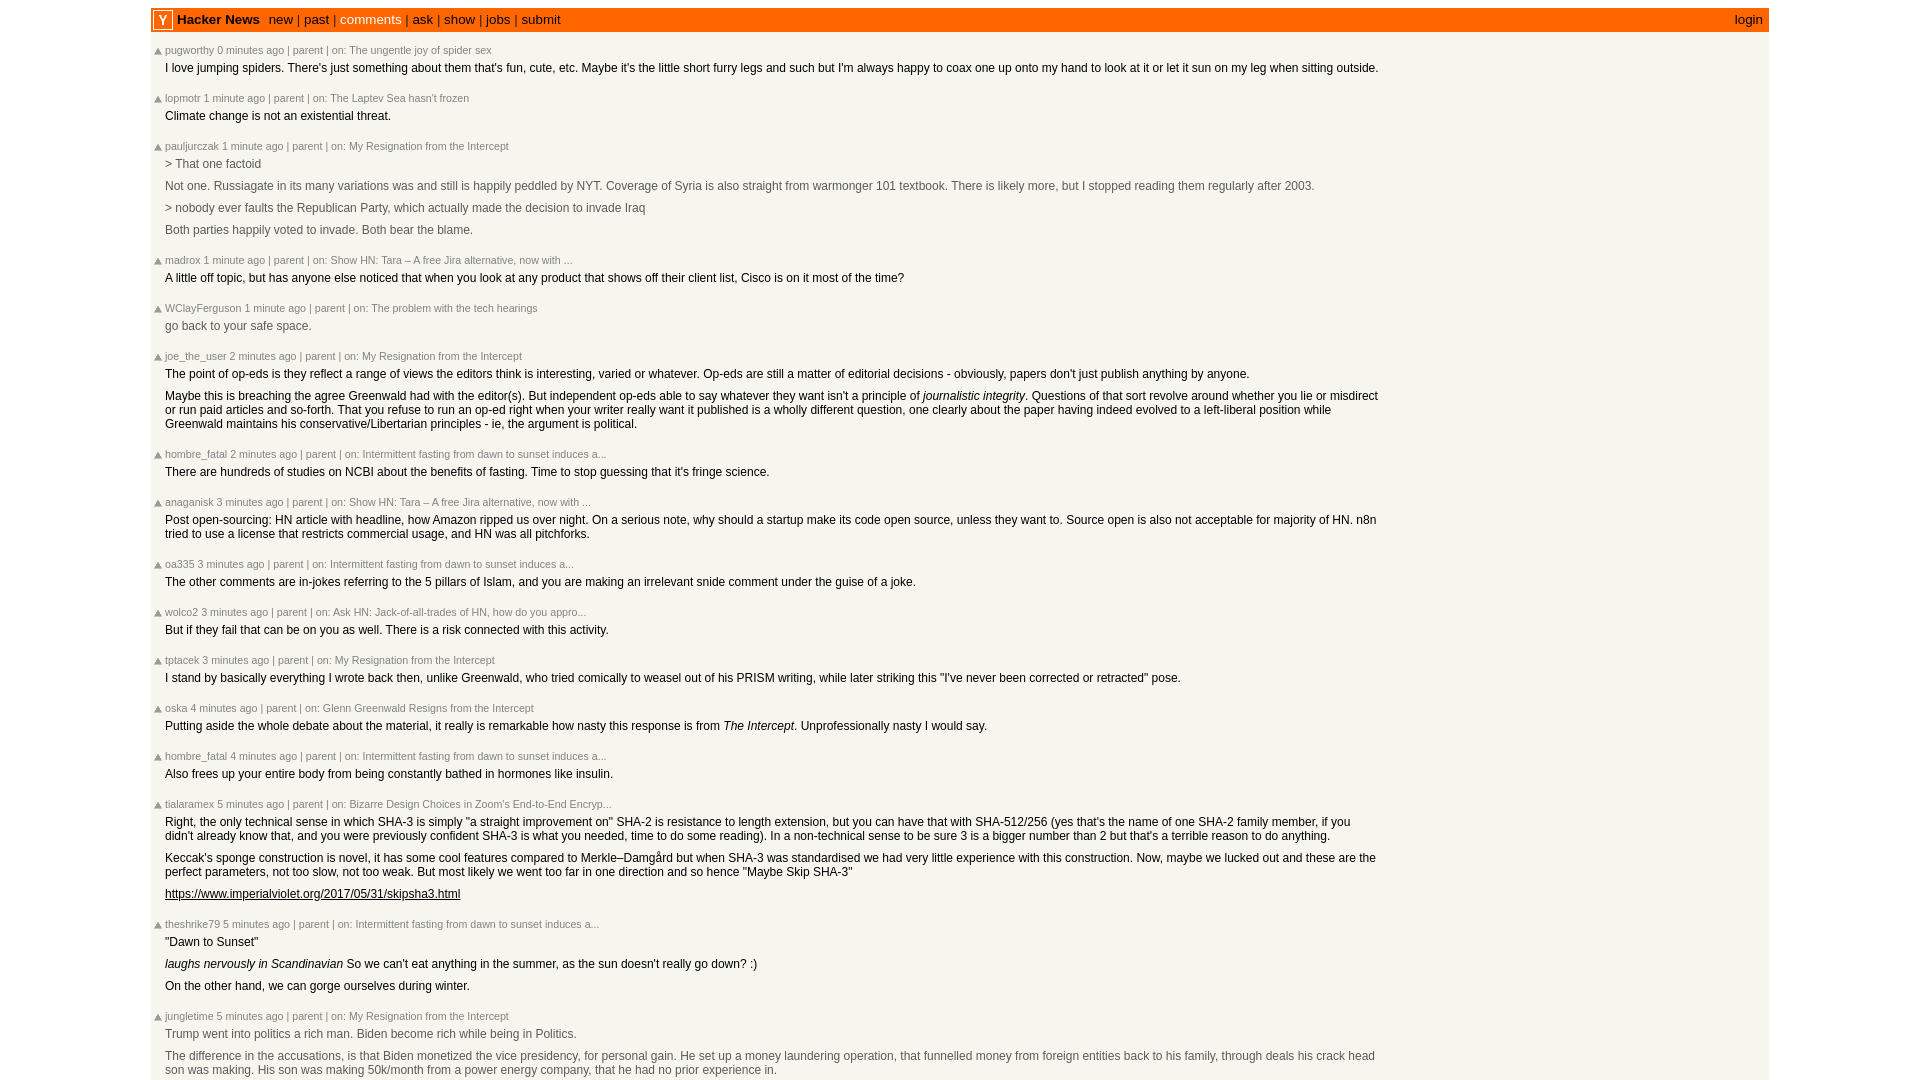 Y Hacker News new | past | comments | ask | show | jobs | submit login
pugworthy 0 minutes ago | parent | on: The ungentle joy of spider sex
I love jumping spiders. There's just something about them that's fun, cute, etc. Maybe it's the little short furry legs and such but I'm always happy to coax one up onto my hand to look at it or let it sun on my leg when sitting outside.
lopmotr 1 minute ago | parent | on: The Laptev Sea hasn't frozen
Climate change is not an existential threat.
pauljurczak 1 minute ago | parent | on: My Resignation from the Intercept
> That one factoid
Not one. Russiagate in its many variations was and still is happily peddled by NYT. Coverage of Syria is also straight from warmonger 101 textbook. There is likely more, but I stopped reading them regularly after 2003.
> nobody ever faults the Republican Party, which actually made the decision to invade Iraq
Both parties happily voted to invade. Both bear the blame.
madrox 1 minute ago | parent | on: Show HN: Tara – A free Jira alternative, now with ...
A little off topic, but has anyone else noticed that when you look at any product that shows off their client list, Cisco is on it most of the time?
WClayFerguson 1 minute ago | parent | on: The problem with the tech hearings
go back to your safe space.
joe_the_user 2 minutes ago | parent | on: My Resignation from the Intercept
The point of op-eds is they reflect a range of views the editors think is interesting, varied or whatever. Op-eds are still a matter of editorial decisions - obviously, papers don't just publish anything by anyone.
Maybe this is breaching the agree Greenwald had with the editor(s). But independent op-eds able to say whatever they want isn't a principle of journalistic integrity. Questions of that sort revolve around whether you lie or misdirect
or run paid articles and so-forth. That you refuse to run an op-ed right when your writer really want it published is a wholly different question, one clearly about the paper having indeed evolved to a left-liberal position while
Greenwald maintains his conservative/Libertarian principles - ie, the argument is political.
hombre_fatal 2 minutes ago | parent | on: Intermittent fasting from dawn to sunset induces a...
There are hundreds of studies on NCBI about the benefits of fasting. Time to stop guessing that it's fringe science.
anaganisk 3 minutes ago | parent | on: Show HN: Tara – A free Jira alternative, now with ...
Post open-sourcing: HN article with headline, how Amazon ripped us over night. On a serious note, why should a startup make its code open source, unless they want to. Source open is also not acceptable for majority of HN. n8n
tried to use a license that restricts commercial usage, and HN was all pitchforks.
oa335 3 minutes ago | parent | on: Intermittent fasting from dawn to sunset induces a...
The other comments are in-jokes referring to the 5 pillars of Islam, and you are making an irrelevant snide comment under the guise of a joke.
wolco2 3 minutes ago | parent | on: Ask HN: Jack-of-all-trades of HN, how do you appro...
But if they fail that can be on you as well. There is a risk connected with this activity.
tptacek 3 minutes ago | parent | on: My Resignation from the Intercept
I stand by basically everything I wrote back then, unlike Greenwald, who tried comically to weasel out of his PRISM writing, while later striking this "I've never been corrected or retracted" pose.
oska 4 minutes ago | parent | on: Glenn Greenwald Resigns from the Intercept
Putting aside the whole debate about the material, it really is remarkable how nasty this response is from The Intercept. Unprofessionally nasty I would say.
hombre_fatal 4 minutes ago | parent | on: Intermittent fasting from dawn to sunset induces a...
Also frees up your entire body from being constantly bathed in hormones like insulin.
tialaramex 5 minutes ago | parent | on: Bizarre Design Choices in Zoom's End-to-End Encryp...
Right, the only technical sense in which SHA-3 is simply "a straight improvement on" SHA-2 is resistance to length extension, but you can have that with SHA-512/256 (yes that's the name of one SHA-2 family member, if you
didn't already know that, and you were previously confident SHA-3 is what you needed, time to do some reading). In a non-technical sense to be sure 3 is a bigger number than 2 but that's a terrible reason to do anything.
Keccak's sponge construction is novel, it has some cool features compared to Merkle–Damgård but when SHA-3 was standardised we had very little experience with this construction. Now, maybe we lucked out and these are the
perfect parameters, not too slow, not too weak. But most likely we went too far in one direction and so hence "Maybe Skip SHA-3"
https://www.imperialviolet.org/2017/05/31/skipsha3.html
theshrike79 5 minutes ago | parent | on: Intermittent fasting from dawn to sunset induces a...
"Dawn to Sunset"
laughs nervously in Scandinavian So we can't eat anything in the summer, as the sun doesn't really go down? :)
On the other hand, we can gorge ourselves during winter.
jungletime 5 minutes ago | parent | on: My Resignation from the Intercept
Trump went into politics a rich man. Biden become rich while being in Politics.
The difference in the accusations, is that Biden monetized the vice presidency, for personal gain. He set up a money laundering operation, that funnelled money from foreign entities back to his family, through deals his crack head
son was making. His son was making 50k/month from a power energy company, that he had no prior experience in.